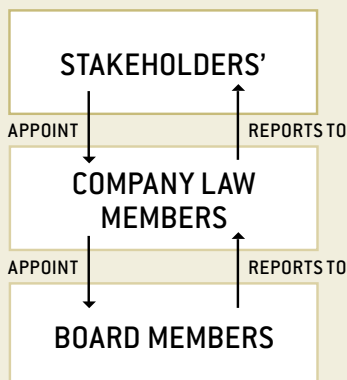 STAKEHOLDERS’
APPOINT
REPORTS TO
COMPANY LAW
MEMBERS
APPOINT
REPORTS TO
BOARD MEMBERS